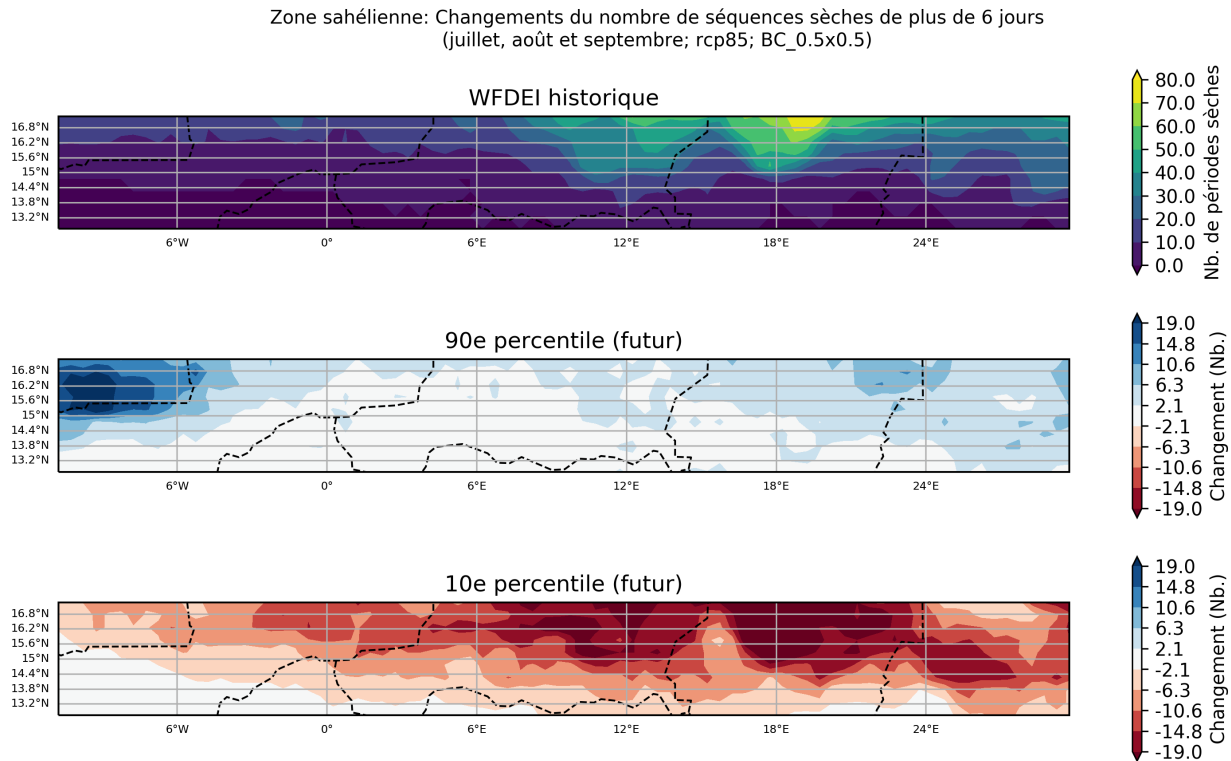 Zone sahélienne: Changements du nombre de séquences sèches de plus de 6 jours
(juillet, août et septembre; rcp85; BC_0.5x0.5)
WFDEI historique
16.8°N
16.2°N
15.6°N
15°N
14.4°N
13.8°N
13.2°N
6°W
0°
6°E
12°E
18°E
24°E
80.0
70.0
60.0
50.0
40.0
30.0
20.0
10.0
0.0
Nb. de périodes sèches
90e percentile (futur)
16.8°N
16.2°N
15.6°N
15°N
14.4°N
13.8°N
13.2°N
6°W
0°
6°E
12°E
18°E
24°E
19.0
14.8
10.6
6.3
2.1
-2.1
-6.3
-10.6
-14.8
-19.0
Changement (Nb.)
10e percentile (futur)
16.8°N
16.2°N
15.6°N
15°N
14.4°N
13.8°N
13.2°N
6°W
0°
6°E
12°E
18°E
24°E
19.0
14.8
10.6
6.3
2.1
-2.1
-6.3
-10.6
-14.8
-19.0
Changement (Nb.)